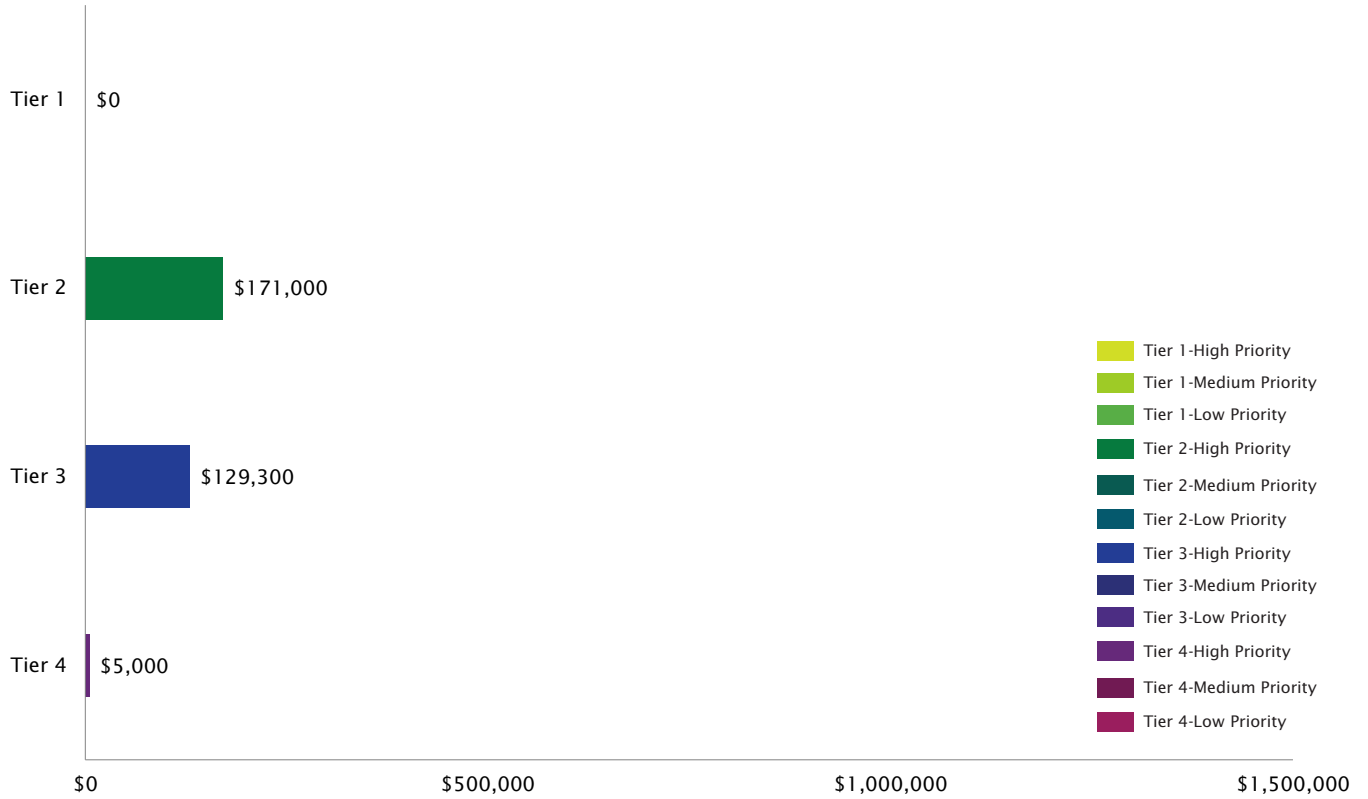 Tier 1 $0
Tier 2 $171,000
Tier 3 $129,300
Tier 4 $5,000
Tier 1-High Priority
Tier 1-Medium Priority
Tier 1-Low Priority
Tier 2-High Priority
Tier 2-Medium Priority
Tier 2-Low Priority
Tier 3-High Priority
Tier 3-Medium Priority
Tier 3-Low Priority
Tier 4-High Priority
Tier 4-Medium Priority
Tier 4-Low Priority
$0 $500,000 $1,000,000 $1,500,000